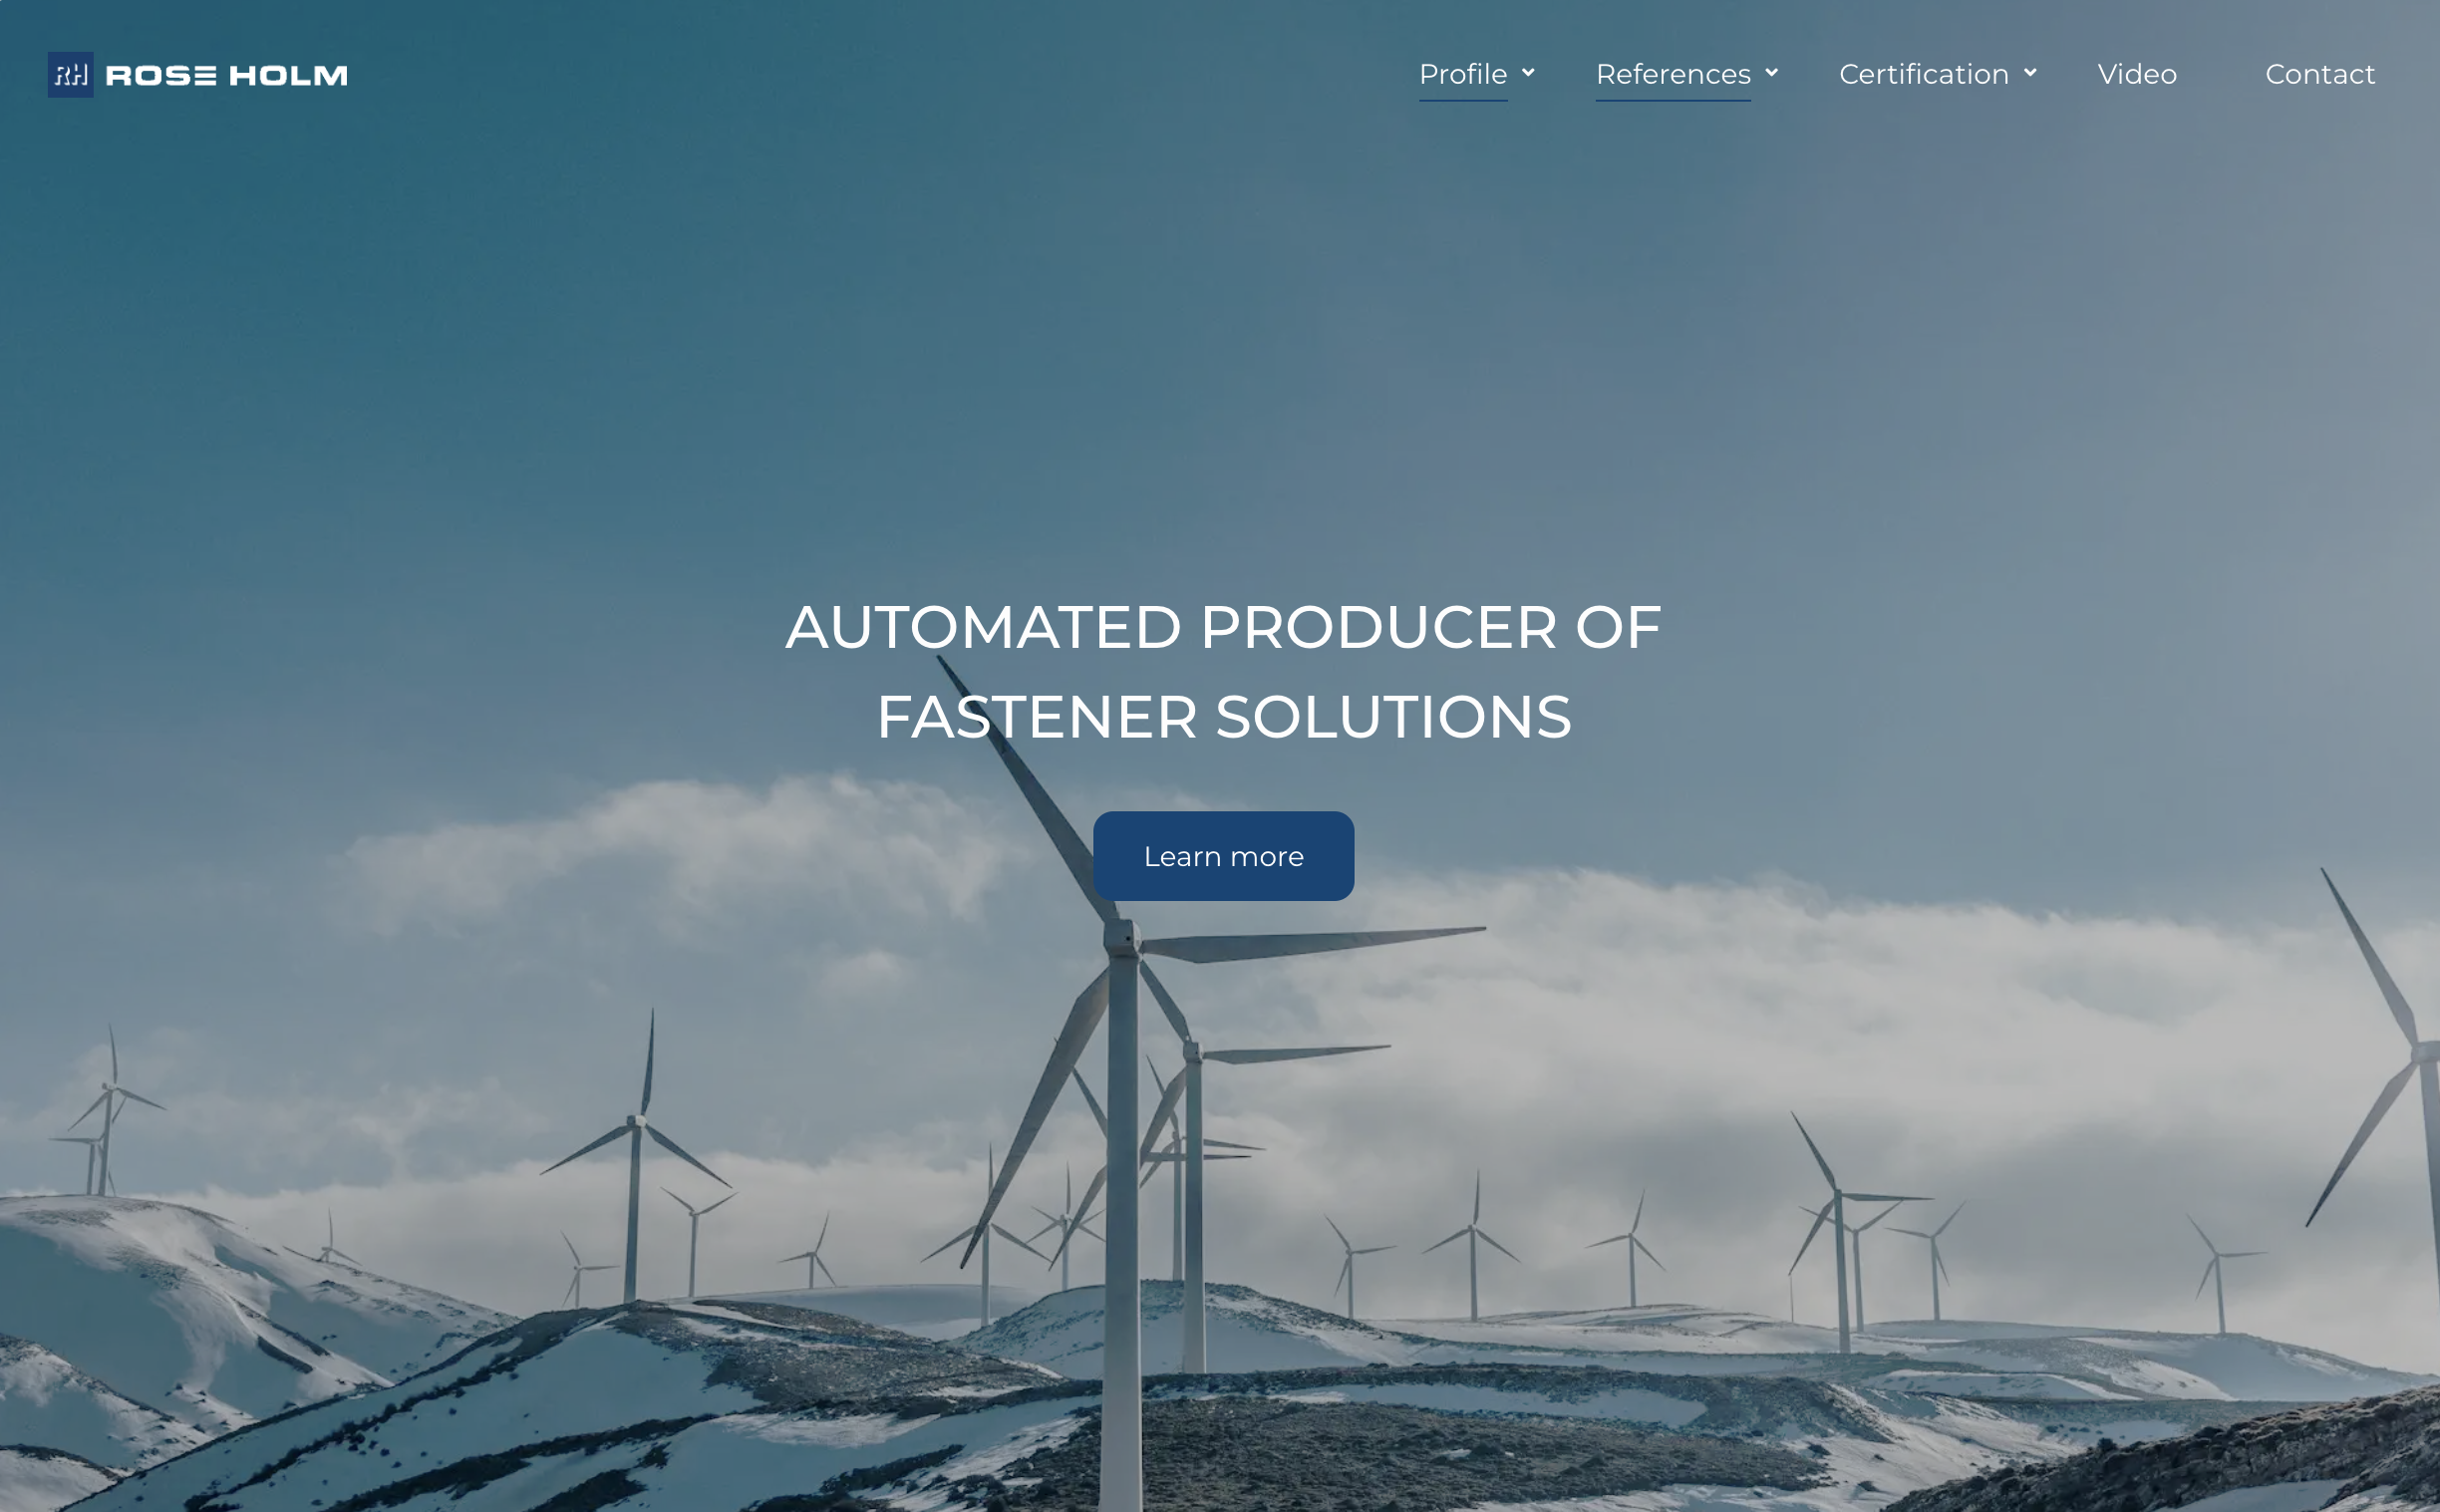 RH ROSE HOLM
Profile References Certification Video Contact
AUTOMATED PRODUCER OF
FASTENER SOLUTIONS
Learn more